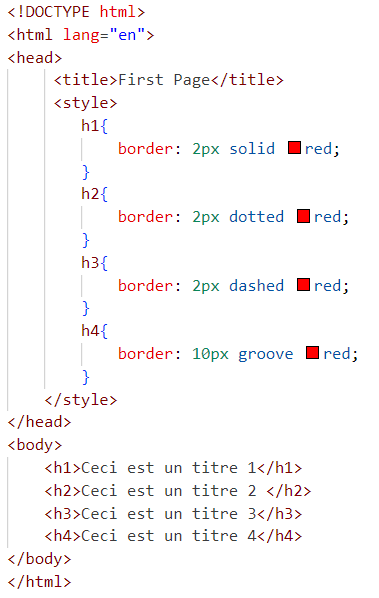 <!DOCTYPE html>
<html lang="en">
<head>
<title>First Page</title>
<style>
h1{
border: 2px solid red;
}
h2{
border: 2px dotted red;
}
h3{
border: 2px dashed red;
}
h4{
border: 10px groove red;
}
</style>
</head>
<body>
<h1>Ceci est un titre 1</h1>
<h2>Ceci est un titre 2 </h2>
<h3>Ceci est un titre 3</h3>
<h4>Ceci est un titre 4</h4>
</body>
</html>